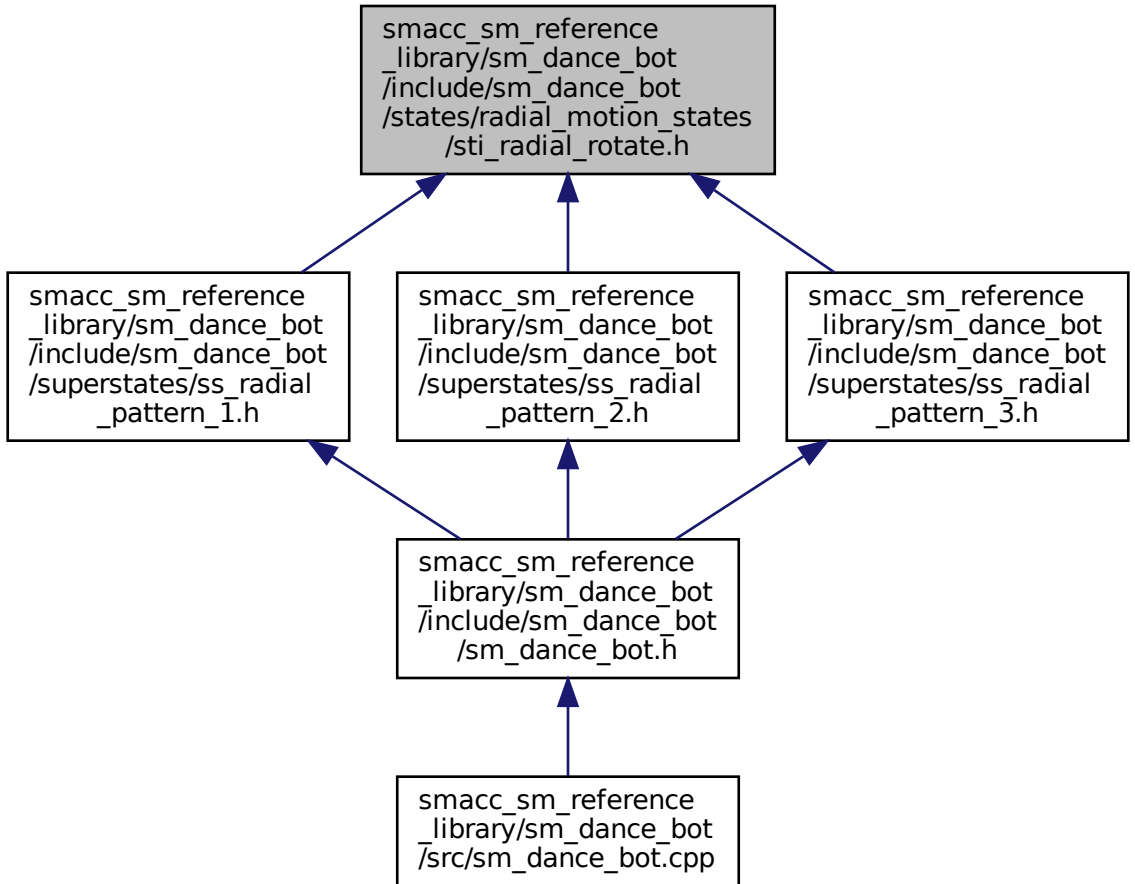 smacc_sm_reference
_library/sm_dance_bot
/include/sm_dance_bot
/states/radial_motion_states
/sti_radial_rotate.h
smacc_sm_reference
_library/sm_dance_bot
/include/sm_dance_bot
/superstates/ss_radial
_pattern_1.h
smacc_sm_reference
_library/sm_dance_bot
/include/sm_dance_bot
/superstates/ss_radial
_pattern_2.h
smacc_sm_reference
_library/sm_dance_bot
/include/sm_dance_bot
/superstates/ss_radial
_pattern_3.h
smacc_sm_reference
_library/sm_dance_bot
/include/sm_dance_bot
/sm_dance_bot.h
smacc_sm_reference
_library/sm_dance_bot
/src/sm_dance_bot.cpp